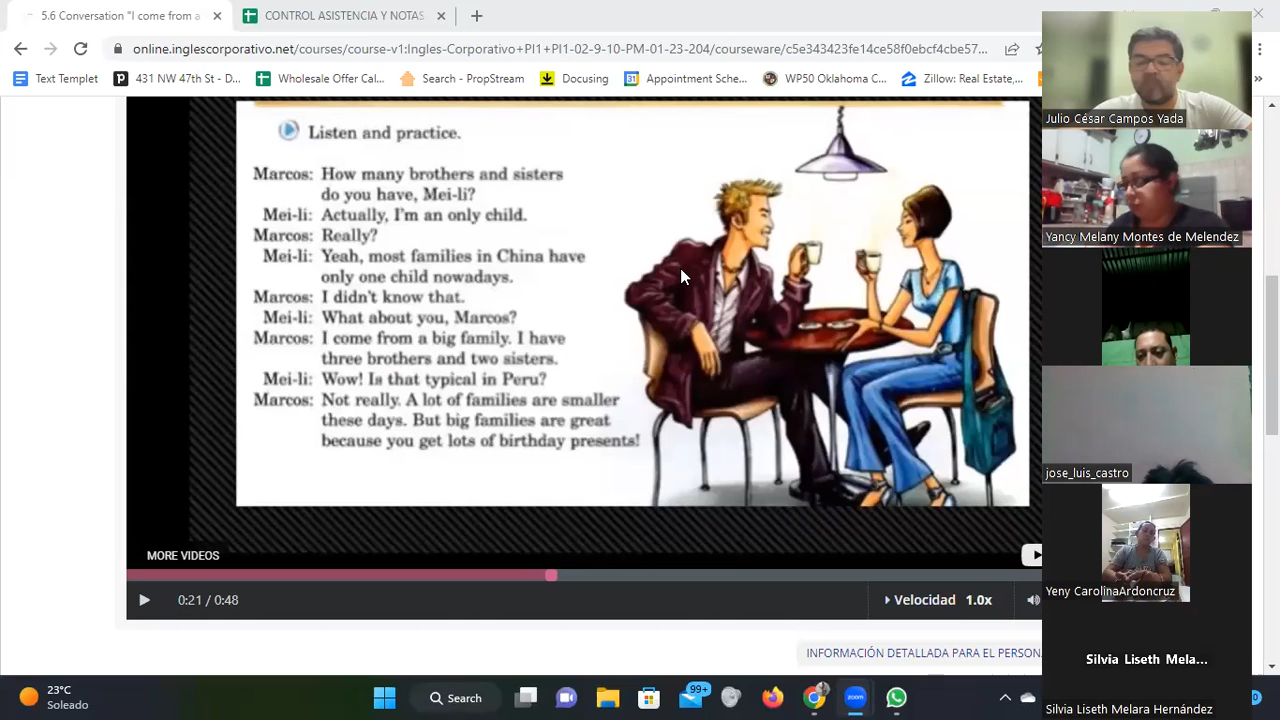 5.6 Conversation "I come from a
CONTROL ASISTENCIA Y NOTAS
online.inglescorporativo.net/courses/course-v1:Ingles-Corporativo+PI1+PI1-02-9-10-PM-01-23-204/courseware/c5e343423fe14ce58f0ebcf4cbe57...
Text Templet
431 NW 47th St - D...
Wholesale Offer Cal...
Search - PropStream
Docusing
Appointment Sche...
WP50 Oklahoma C...
Zillow: Real Estate,...
Listen and practice.
Marcos: How many brothers and sisters
do you have, Mei-li?
Mei-li: Actually, I'm an only child.
Marcos: Really?
Mei-li: Yeah, most families in China have
only one child nowadays.
Marcos: I didn't know that.
Mei-li: What about you, Marcos?
Marcos: I come from a big family. I have
three brothers and two sisters.
Mei-li: Wow! Is that typical in Peru?
Marcos: Not really. A lot of families are smaller
these days. But big families are great
because you get lots of birthday presents!
MORE VIDEOS
0:21 / 0:48
Velocidad 1.0x
INFORMACIÓN DETALLADA PARA EL PERSON
Julio César Campos Yada
Yancy Melany Montes de Melendez
jose_luis_castro
Yeny CarolinaArdoncruz
Silvia Liseth Mela...
Silvia Liseth Melara Hernández
23°C
Soleado
Search
99+
zoom